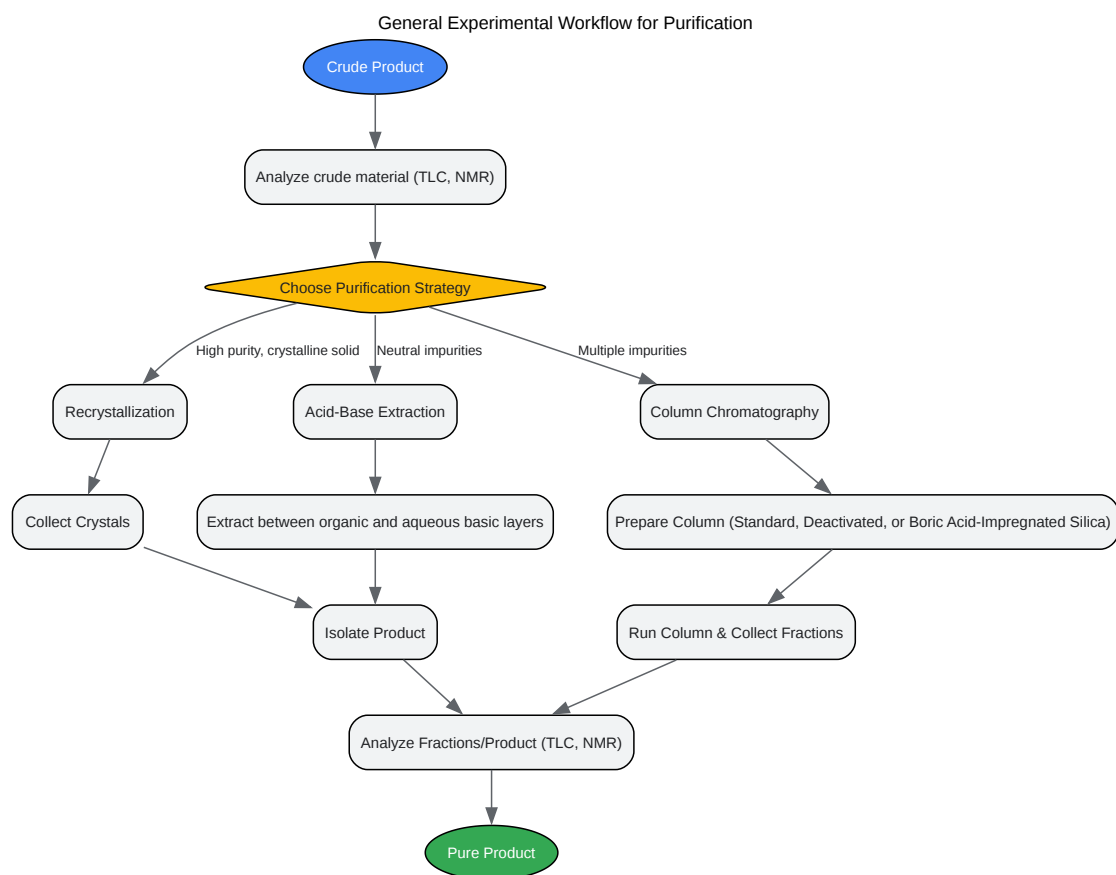 General Experimental Workflow for Purification
Crude Product
Analyze crude material (TLC, NMR)
Choose Purification Strategy
High purity, crystalline solid
Neutral impurities
Multiple impurities
Recrystallization
Acid-Base Extraction
Column Chromatography
Collect Crystals
Extract between organic and aqueous basic layers
Prepare Column (Standard, Deactivated, or Boric Acid-Impregnated Silica)
Isolate Product
Run Column & Collect Fractions
Analyze Fractions/Product (TLC, NMR)
Pure Product